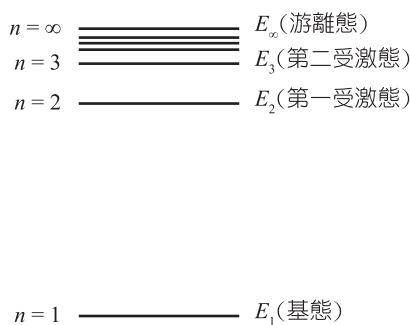 n = ∞ E∞(游離態)
n = 3 E3(第二受激態)
n = 2 E2(第一受激態)
n = 1 E1(基態)